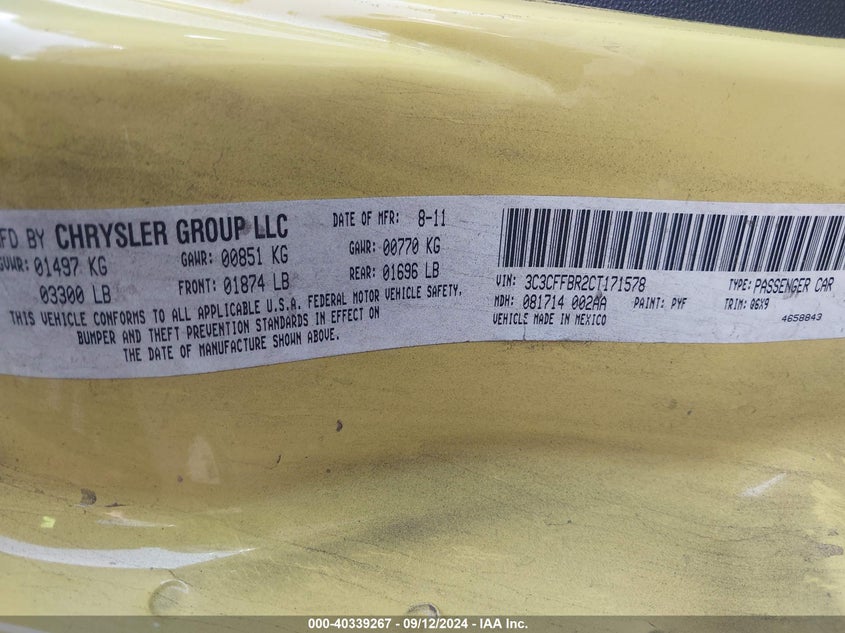 MFD BY CHRYSLER GROUP LLC DATE OF MFR: 8-11
GVWR: 01497 KG GAWR: 00851 KG GAWR: 00770 KG
03300 LB FRONT: 01874 LB REAR: 01696 LB
THIS VEHICLE CONFORMS TO ALL APPLICABLE U.S.A. FEDERAL MOTOR VEHICLE SAFETY,
BUMPER AND THEFT PREVENTION STANDARDS IN EFFECT ON
THE DATE OF MANUFACTURE SHOWN ABOVE.
VIN: 3C3CFFBR2CT171578 TYPE: PASSENGER CAR
MDH: 081714 002AA PAINT: PYF TRIM: Q6X9
VEHICLE MADE IN MEXICO 4658843
000-40339267 - 09/12/2024 - IAA Inc.